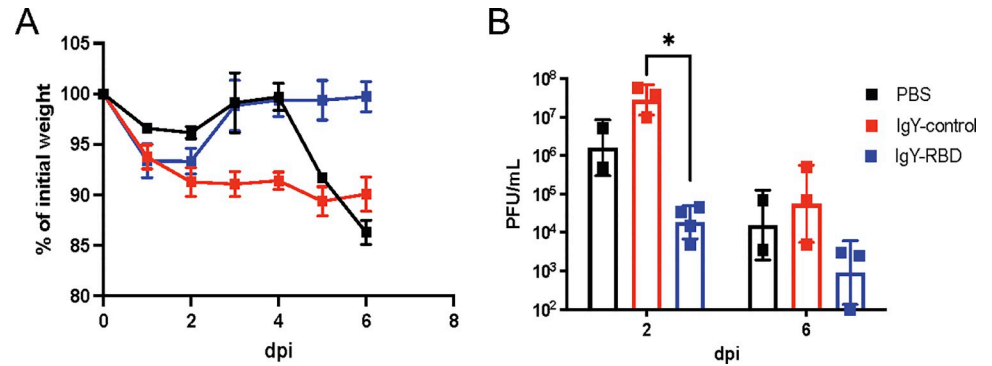 A
% of initial weight
105
100
95
90
85
80
0
2
4
6
8
dpi
B
*
PFU/mL
10⁸
10⁷
10⁶
10⁵
10⁴
10³
10²
2
6
dpi
PBS
IgY-control
IgY-RBD